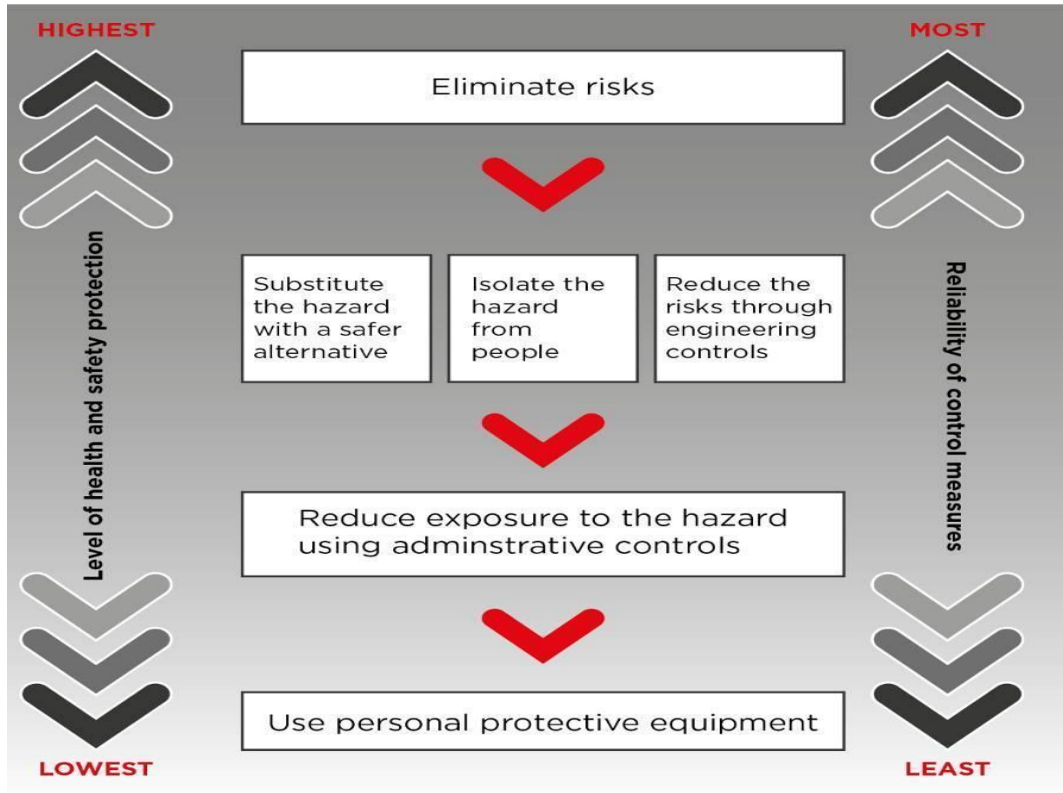 HIGHEST
MOST
Eliminate risks
Substitute
the hazard
with a safer
alternative
Isolate the
hazard
from
people
Reduce the
risks through
engineering
controls
Level of health and safety protection
Reliability of control measures
Reduce exposure to the hazard
using adminstrative controls
Use personal protective equipment
LOWEST
LEAST